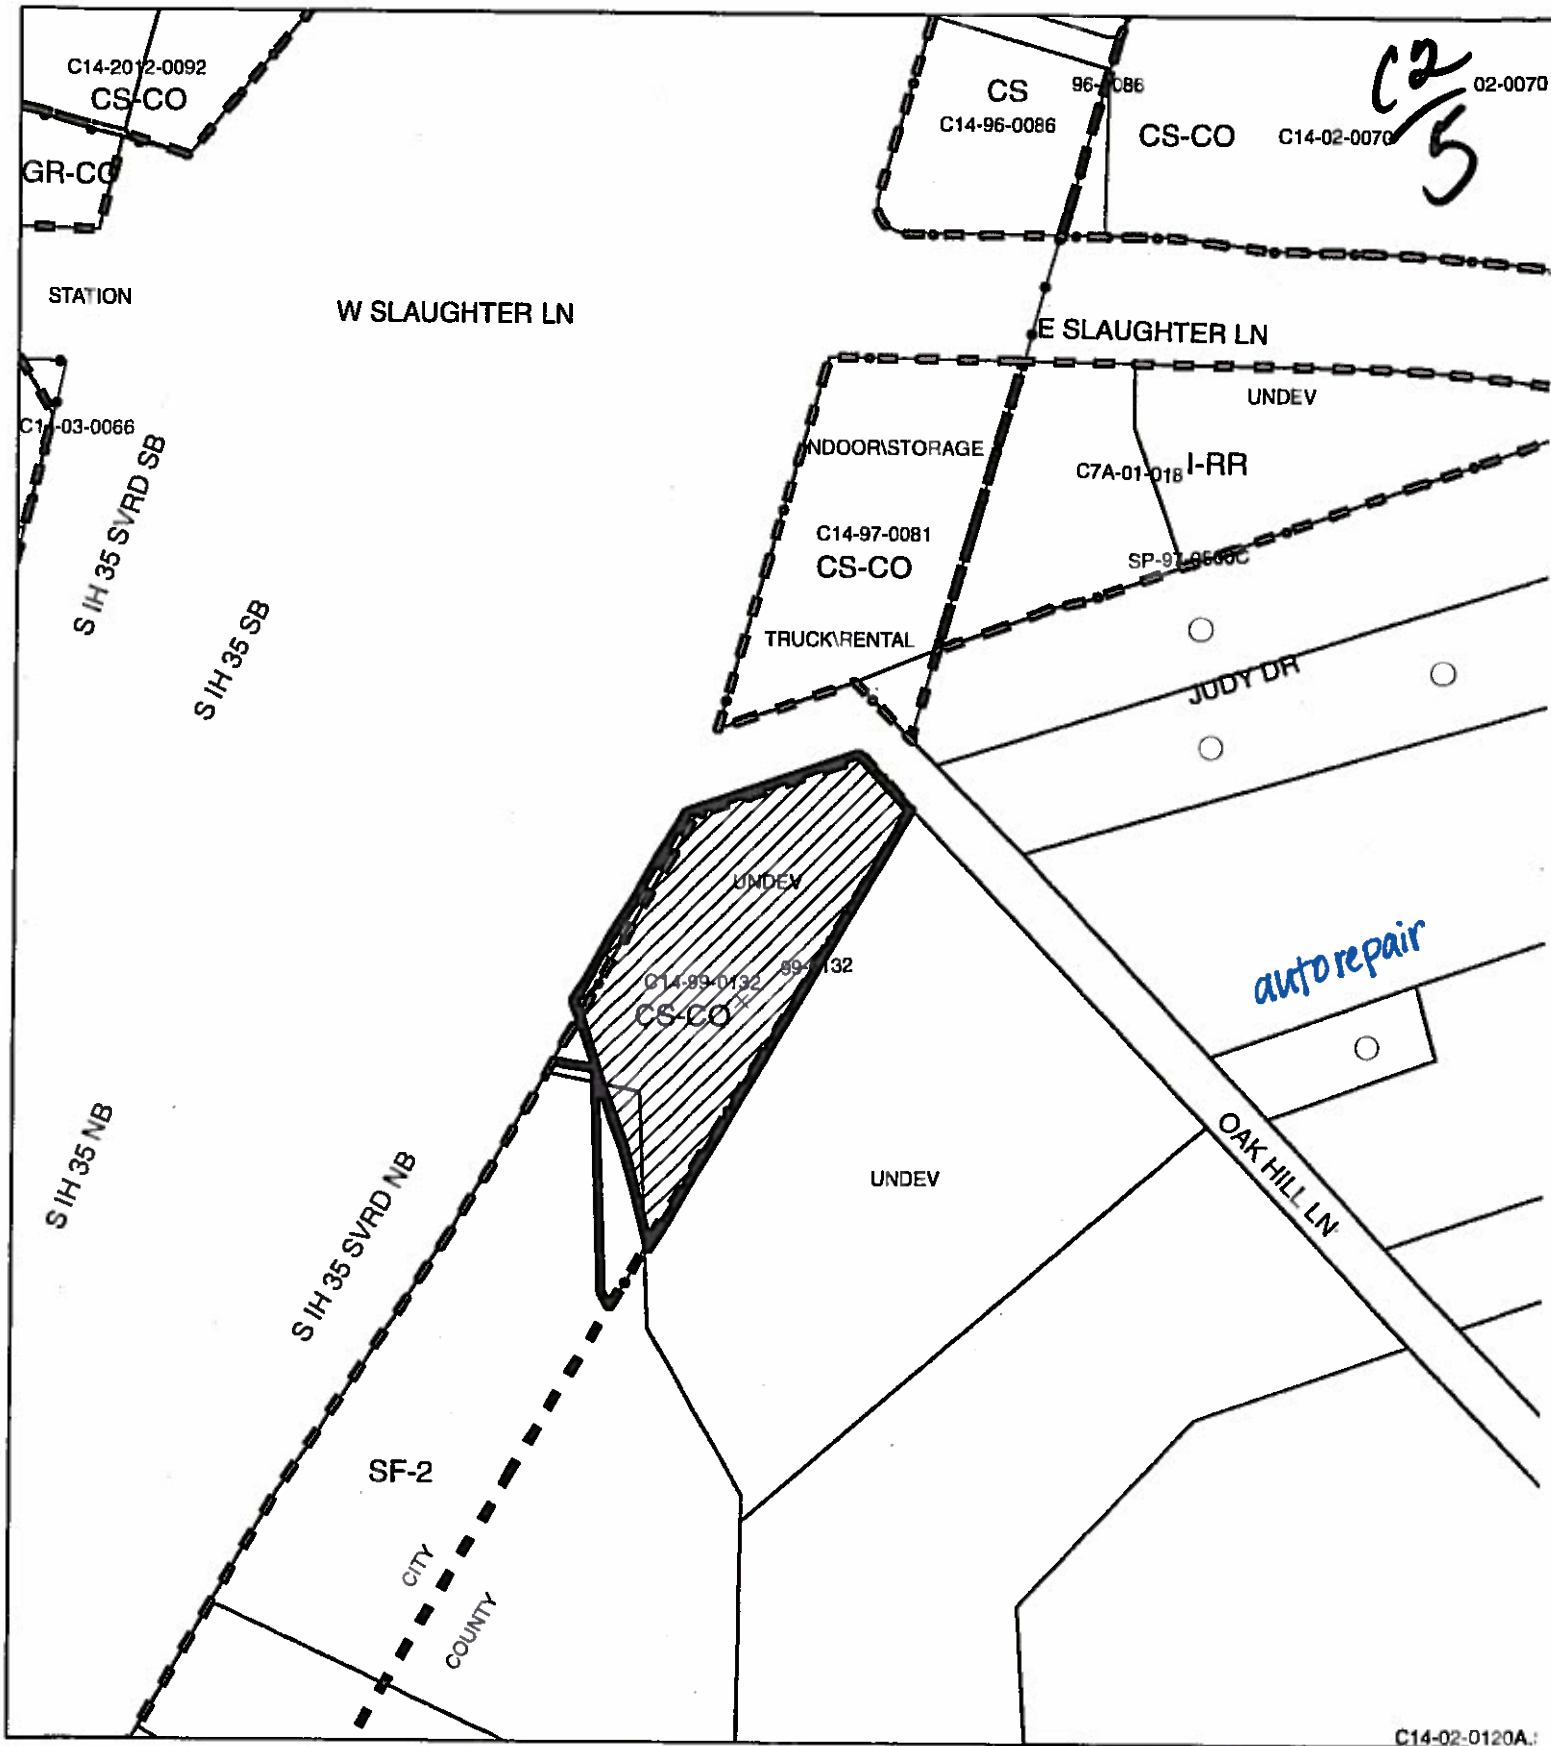 C14-2012-0092
CS-CO
GR-CO
STATION
W SLAUGHTER LN
CS
C14-96-0086
96-0086
CS-CO
C14-02-0070
02-0070
C2
5
E SLAUGHTER LN
UNDEV
NDOOR\STORAGE
C7A-01-018
I-RR
C14-97-0081
CS-CO
TRUCK\RENTAL
-03-0066
S IH 35 SVRD SB
S IH 35 SB
JUDY DR
UNDEV
C14-99-0132
99-0132
CS-CO
autorepair
S IH 35 NB
S IH 35 SVRD NB
UNDEV
OAK HILL LN
SF-2
CITY
COUNTY
C14-02-0120A.